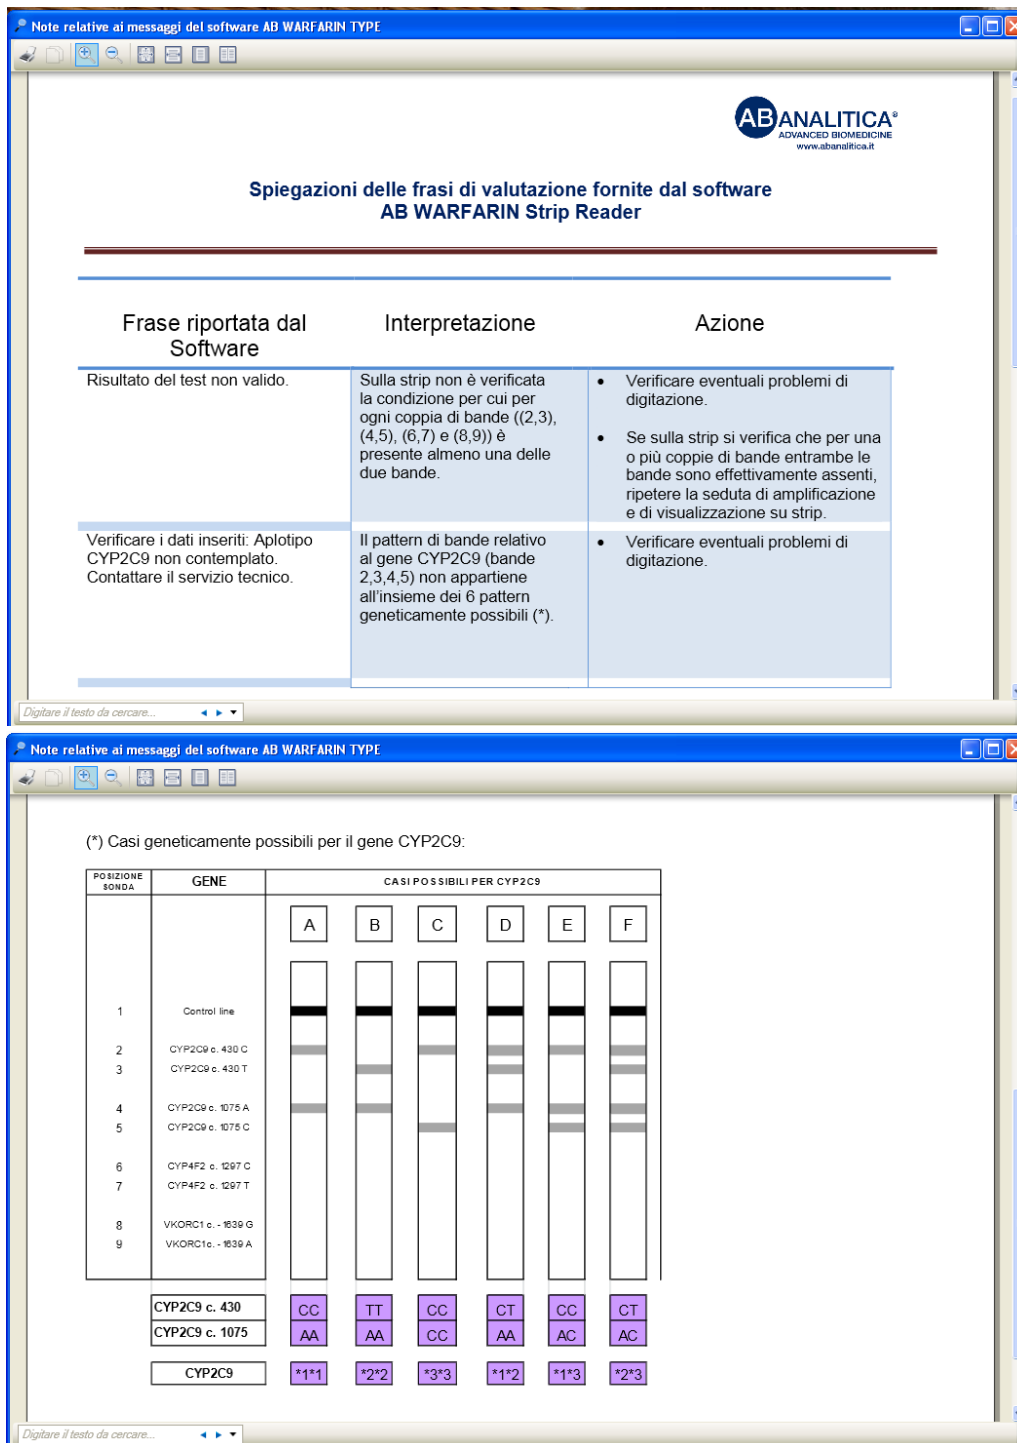 Note relative ai messaggi del software AB WARFARIN TYPE
AB ANALITICA®
ADVANCED BIOMEDICINE
www.abanalitica.it
Spiegazioni delle frasi di valutazione fornite dal software
AB WARFARIN Strip Reader
Frase riportata dal
Software
Interpretazione
Azione
Risultato del test non valido.
Sulla strip non è verificata
la condizione per cui per
ogni coppia di bande ((2,3),
(4,5), (6,7) e (8,9)) è
presente almeno una delle
due bande.
• Verificare eventuali problemi di
digitazione.
• Se sulla strip si verifica che per una
o più coppie di bande entrambe le
bande sono effettivamente assenti,
ripetere la seduta di amplificazione
e di visualizzazione su strip.
Verificare i dati inseriti: Aplotipo
CYP2C9 non contemplato.
Contattare il servizio tecnico.
Il pattern di bande relativo
al gene CYP2C9 (bande
2,3,4,5) non appartiene
all'insieme dei 6 pattern
geneticamente possibili (*).
• Verificare eventuali problemi di
digitazione.
Digitare il testo da cercare...
Note relative ai messaggi del software AB WARFARIN TYPE
(*) Casi geneticamente possibili per il gene CYP2C9:
POSIZIONE
SONDA
GENE
CASI POSSIBILI PER CYP2C9
A B C D E F
1 Control line
2 CYP2C9 c. 430 C
3 CYP2C9 c. 430 T
4 CYP2C9 c. 1075 A
5 CYP2C9 c. 1075 C
6 CYP4F2 c. 1297 C
7 CYP4F2 c. 1297 T
8 VKORC1 c. - 1639 G
9 VKORC1 c. - 1639 A
CYP2C9 c. 430 CC TT CC CT CC CT
CYP2C9 c. 1075 AA AA CC AA AC AC
CYP2C9 *1*1 *2*2 *3*3 *1*2 *1*3 *2*3
Digitare il testo da cercare...